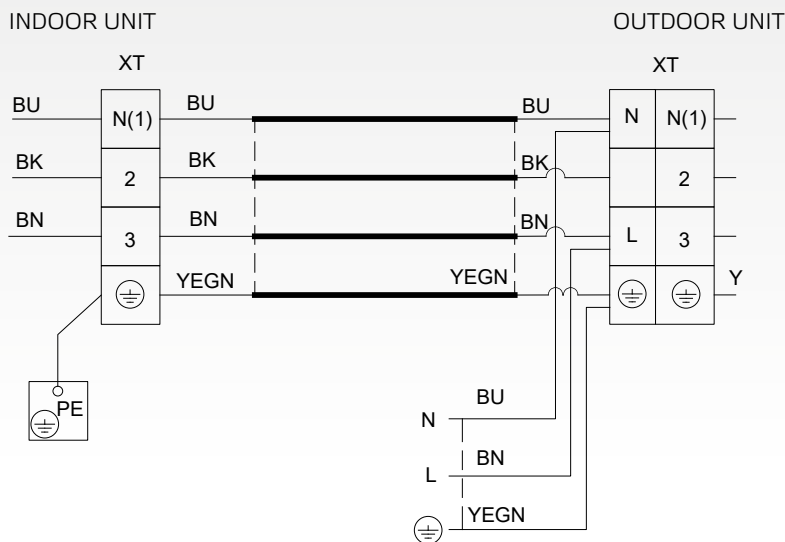 INDOOR UNIT OUTDOOR UNIT
XT XT
BU N(1) BU BU N N(1)
BK 2 BK BK 2
BN 3 BN BN L 3
YEGN YEGN Y
PE
N BU
L BN
YEGN